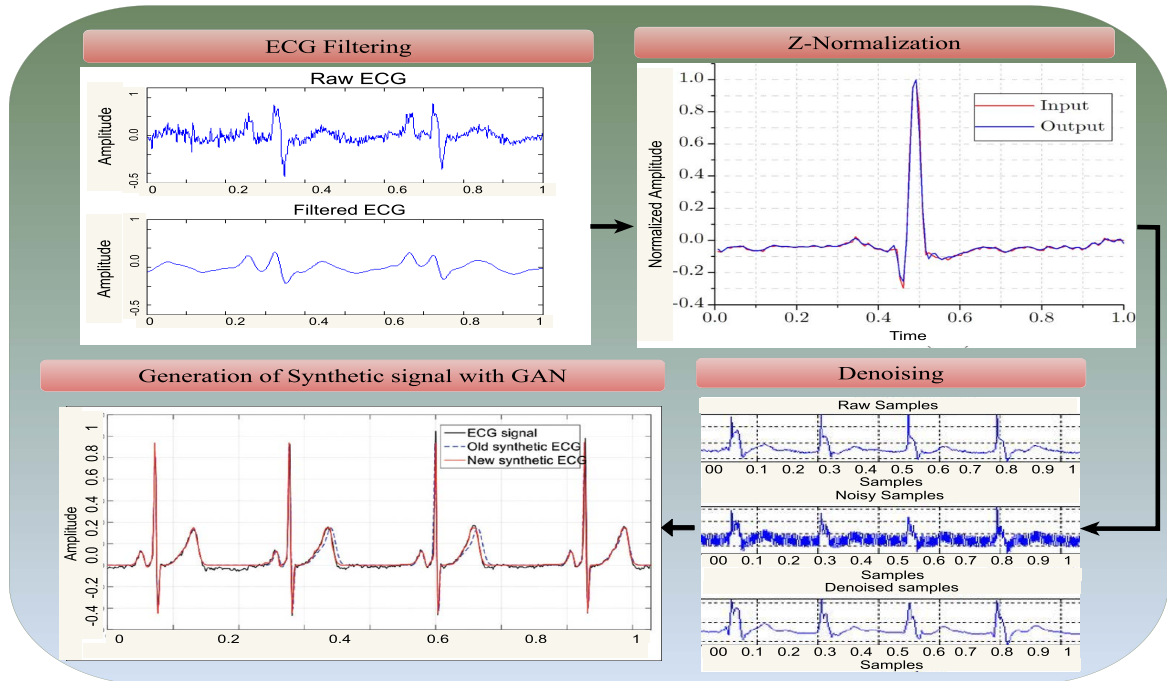 ECG Filtering
Raw ECG
Amplitude
1
0.0
-0.5
0 0.2 0.4 0.6 0.8 1
Filtered ECG
Amplitude
1
0.0
-0.5
0 0.2 0.4 0.6 0.8 1
Z-Normalization
Normalized Amplitude
1.0
0.8
0.6
0.4
0.2
0.0
-0.2
-0.4
0.0 0.2 0.4 0.6 0.8 1.0
Time
Input
Output
Generation of Synthetic signal with GAN
Amplitude
1
0.8
0.6
0.4
0.2
0.0
-0.2
-0.4
0 0.2 0.4 0.6 0.8 1
ECG signal
Old synthetic ECG
New synthetic ECG
Denoising
Raw Samples
00 0.1 0.2 0.3 0.4 0.5 0.6 0.7 0.8 0.9 1
Samples
Noisy Samples
00 0.1 0.2 0.3 0.4 0.5 0.6 0.7 0.8 0.9 1
Samples
Denoised samples
00 0.1 0.2 0.3 0.4 0.5 0.6 0.7 0.8 0.9 1
Samples